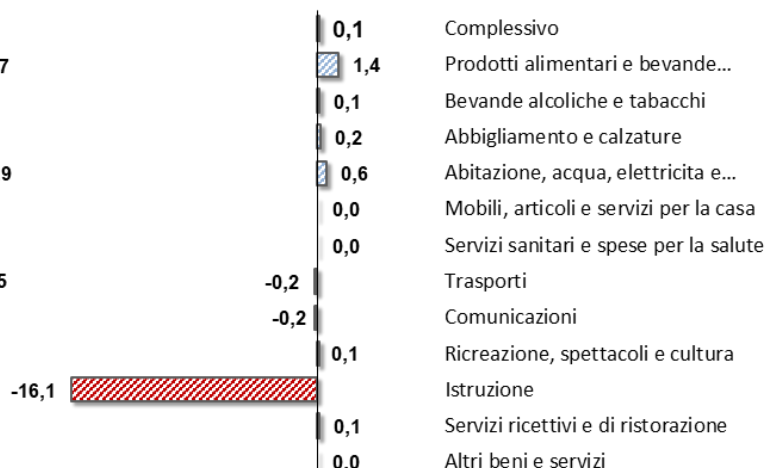 0,1 Complessivo
7 1,4 Prodotti alimentari e bevande...
0,1 Bevande alcoliche e tabacchi
0,2 Abbigliamento e calzature
9 0,6 Abitazione, acqua, elettricita e...
0,0 Mobili, articoli e servizi per la casa
0,0 Servizi sanitari e spese per la salute
5 -0,2 Trasporti
-0,2 Comunicazioni
0,1 Ricreazione, spettacoli e cultura
-16,1 Istruzione
0,1 Servizi ricettivi e di ristorazione
0,0 Altri beni e servizi